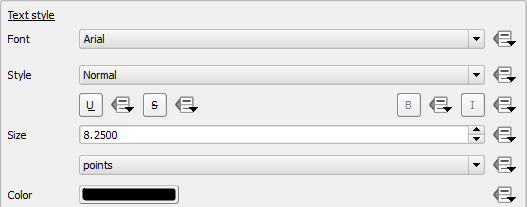 Text style
Font Arial
Style Normal
U S B I
Size 8.2500
points
Color